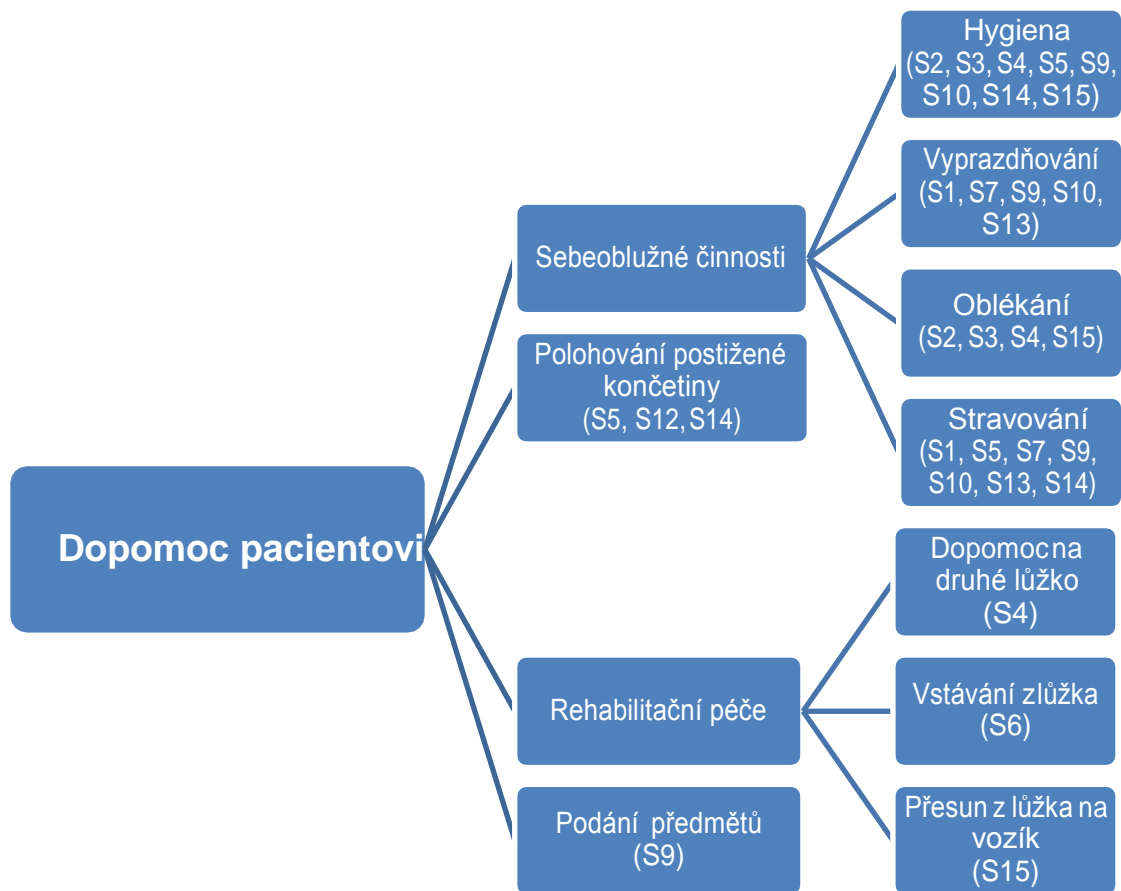 Hygiena
(S2, S3, S4, S5, S9,
S10, S14, S15)
Vyprazdňování
(S1, S7, S9, S10,
S13)
Sebeoblužné činnosti
Oblékání
(S2, S3, S4, S15)
Polohování postižené
končetiny
(S5, S12, S14)
Stravování
(S1, S5, S7, S9,
S10, S13, S14)
Dopomoc pacientovi
Dopomoc na
druhé lůžko
(S4)
Rehabilitační péče
Vstávání z lůžka
(S6)
Podání předmětů
(S9)
Přesun z lůžka na
vozík
(S15)